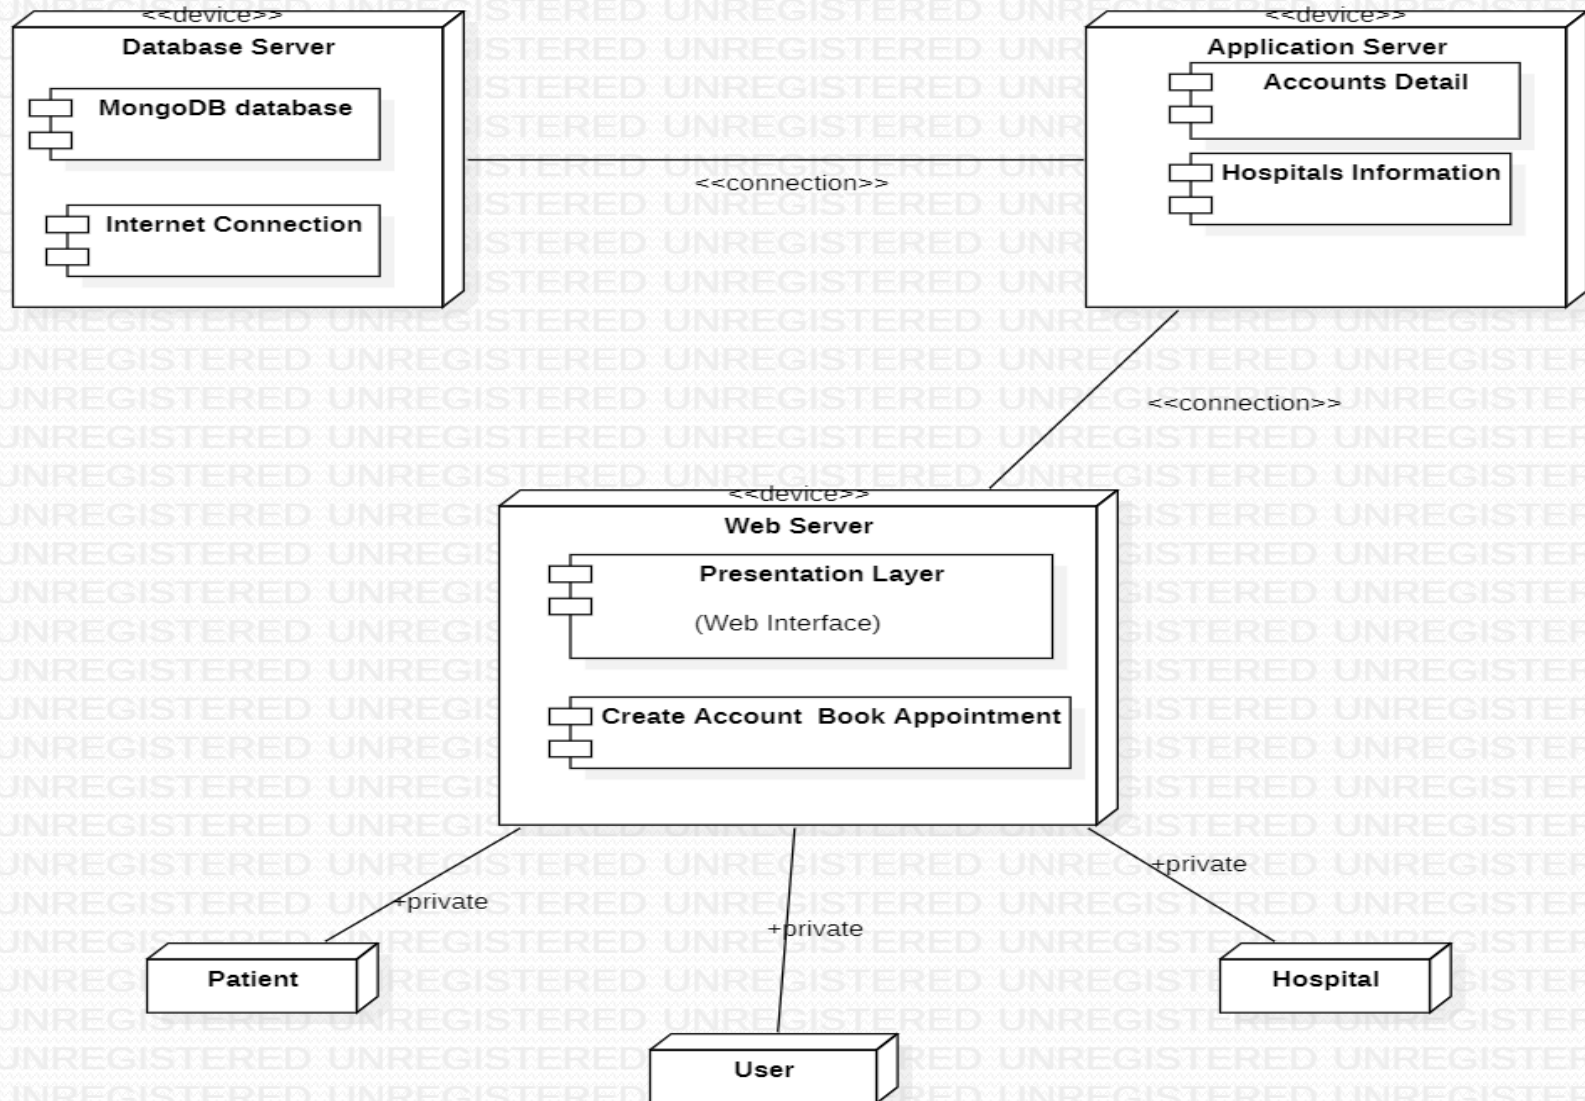 <<device>>
Database Server
MongoDB database
Internet Connection
<<connection>>
<<device>>
Application Server
Accounts Detail
Hospitals Information
<<connection>>
<<device>>
Web Server
Presentation Layer
(Web Interface)
Create Account  Book Appointment
+private
+private
+private
Patient
User
Hospital
UNREGISTERED